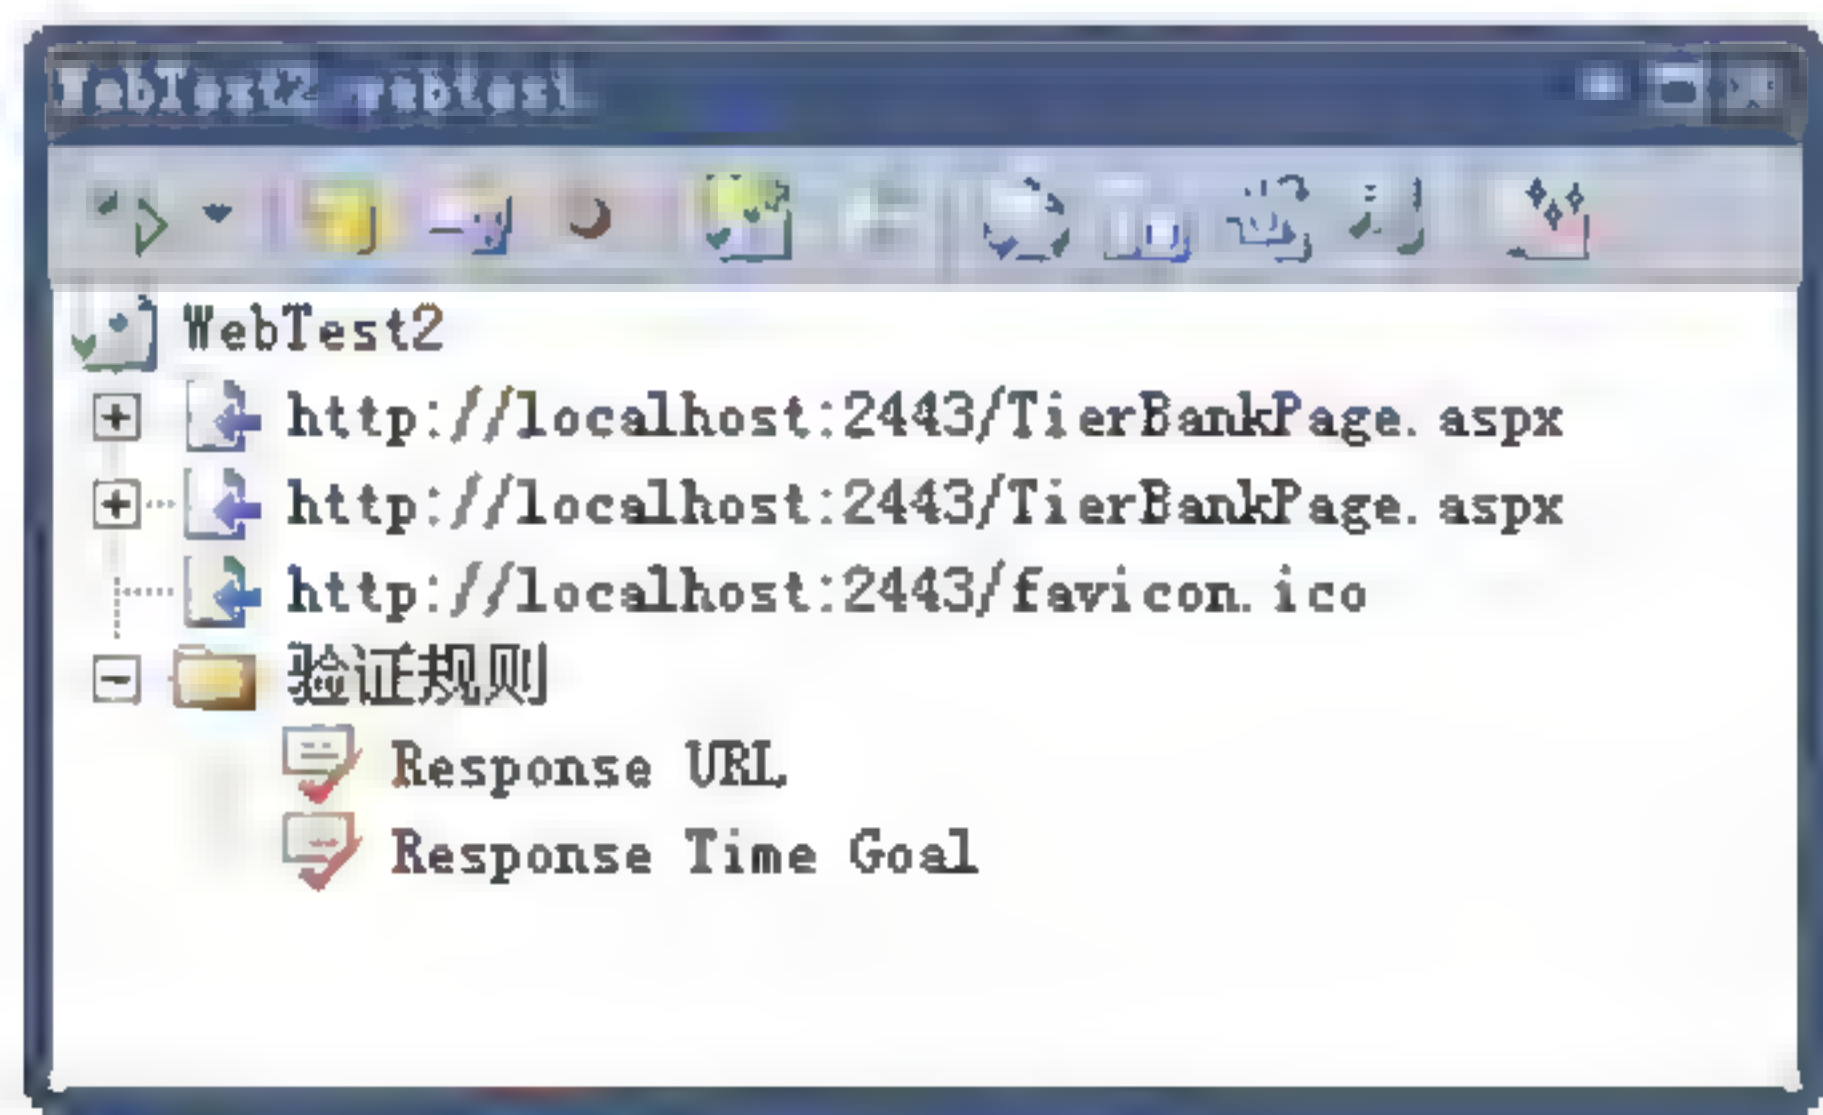 WebTest2.webtest
WebTest2
http://localhost:2443/TierBankPage.aspx
http://localhost:2443/TierBankPage.aspx
http://localhost:2443/favicon.ico
验证规则
Response URL
Response Time Goal